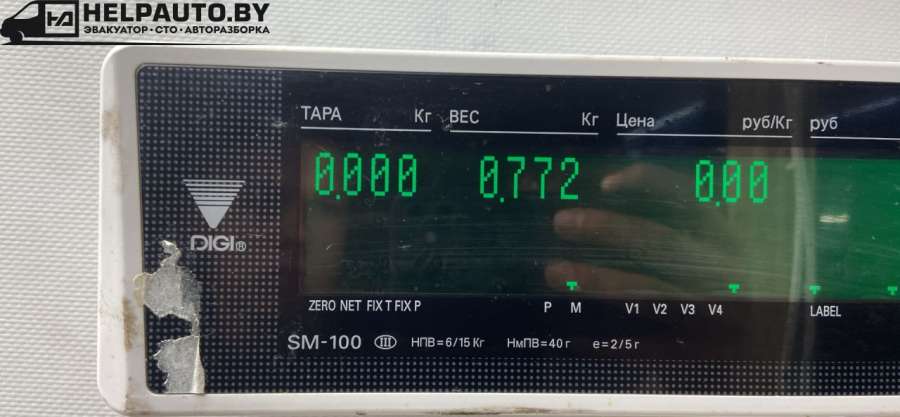 HELPAUTO.BY
ЭВАКУАТОР • СТО • АВТОРАЗБОРКА
ТАРА Кг ВЕС Кг Цена руб/Кг руб
0.000 0.772 0.00
DIGI®
ZERO NET FIX T FIX P P M V1 V2 V3 V4 LABEL
SM-100 III НПВ=6/15 Кг НмПВ=40 г e=2/5 г